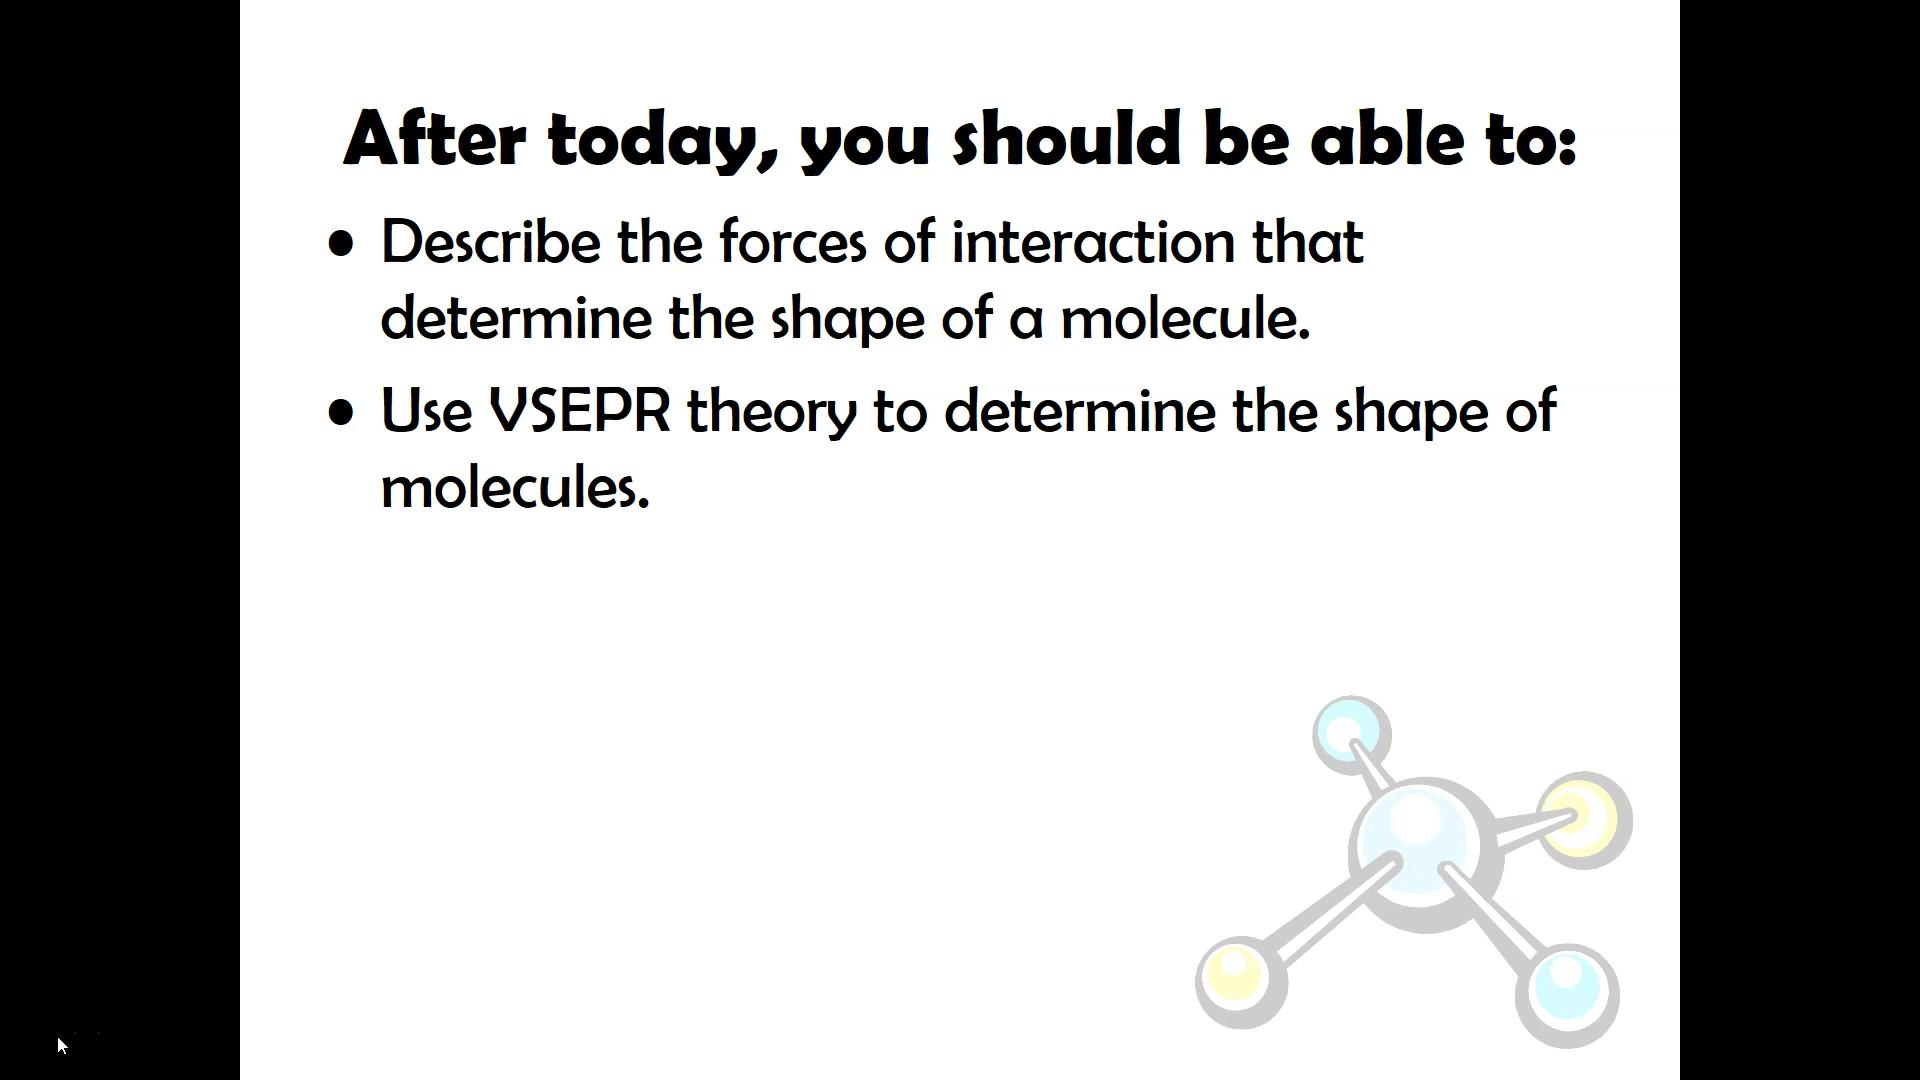 After today, you should be able to:
• Describe the forces of interaction that
determine the shape of a molecule.
• Use VSEPR theory to determine the shape of
molecules.